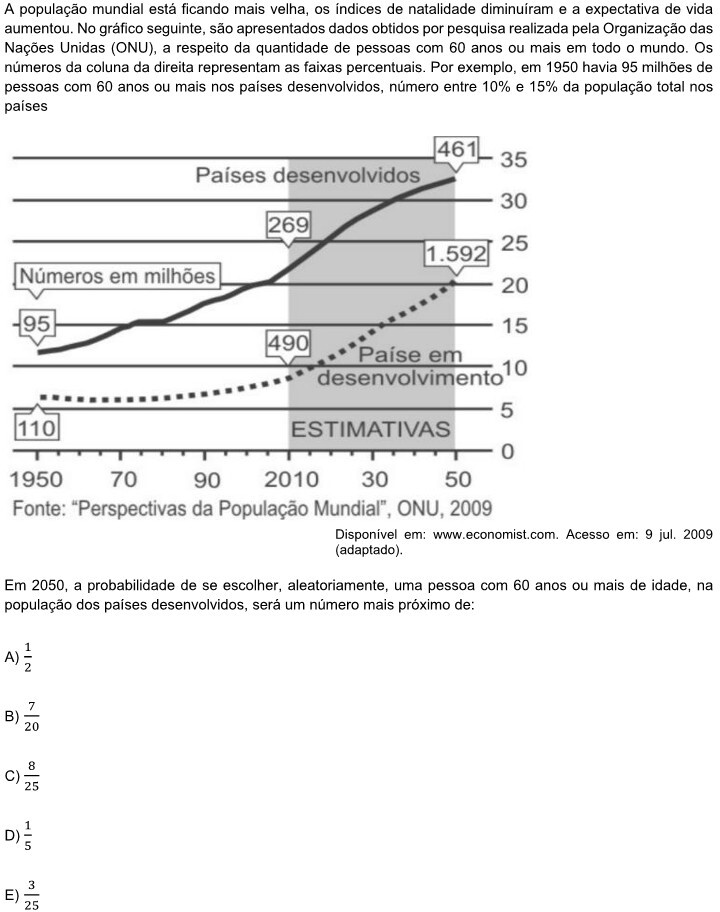 A população mundial está ficando mais velha, os índices de natalidade diminuíram e a expectativa de vida
aumentou. No gráfico seguinte, são apresentados dados obtidos por pesquisa realizada pela Organização das
Nações Unidas (ONU), a respeito da quantidade de pessoas com 60 anos ou mais em todo o mundo. Os
números da coluna da direita representam as faixas percentuais. Por exemplo, em 1950 havia 95 milhões de
pessoas com 60 anos ou mais nos países desenvolvidos, número entre 10% e 15% da população total nos
países
461
35
Países desenvolvidos
30
269
25
1.592
Números em milhões
20
95
15
490
Paíse em
10
desenvolvimento
5
110
ESTIMATIVAS
0
1950 70 90 2010 30 50
Fonte: “Perspectivas da População Mundial”, ONU, 2009
Disponível em: www.economist.com. Acesso em: 9 jul. 2009
(adaptado).
Em 2050, a probabilidade de se escolher, aleatoriamente, uma pessoa com 60 anos ou mais de idade, na
população dos países desenvolvidos, será um número mais próximo de:
A) 1/2
B) 7/20
C) 8/25
D) 1/5
E) 3/25